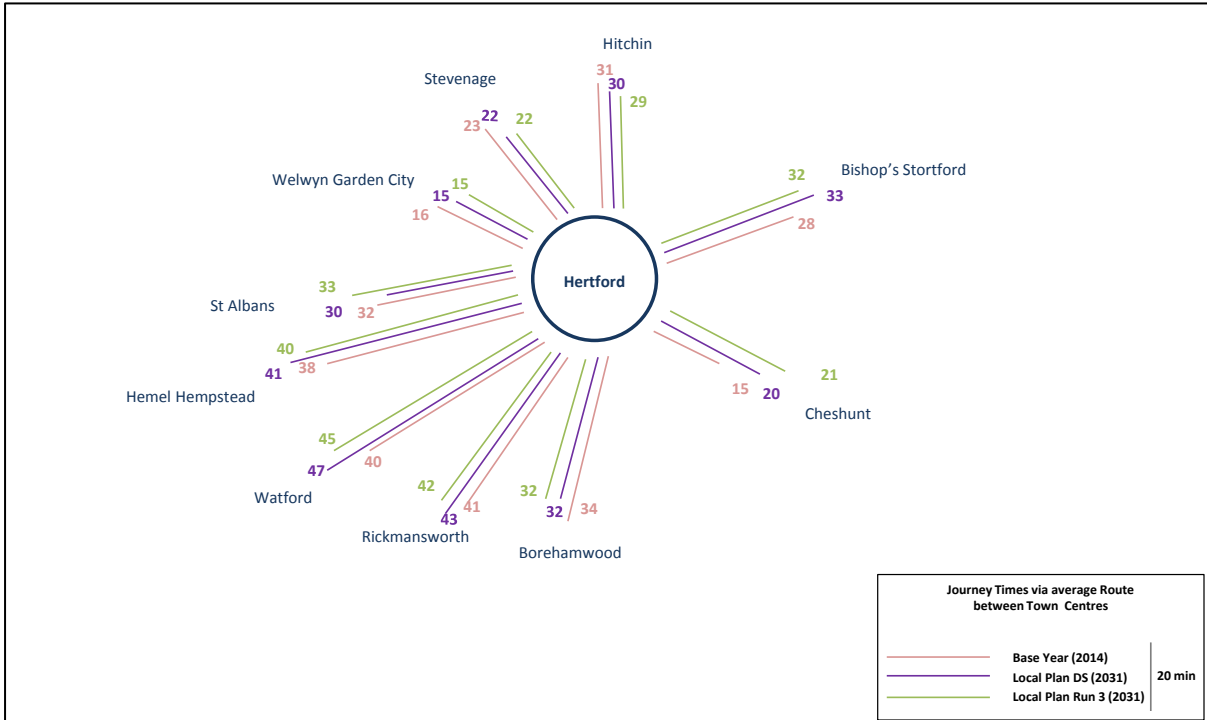 Hitchin
31
30
29
Stevenage
22
22
23
Bishop's Stortford
32
33
28
Welwyn Garden City
15
15
16
Hertford
33
St Albans
30
32
40
41
38
Hemel Hempstead
21
15
20
Cheshunt
45
47
40
Watford
42
41
43
Rickmansworth
32
32
34
Borehamwood
Journey Times via average Route
between Town Centres
Base Year (2014)
Local Plan DS (2031)
Local Plan Run 3 (2031)
20 min